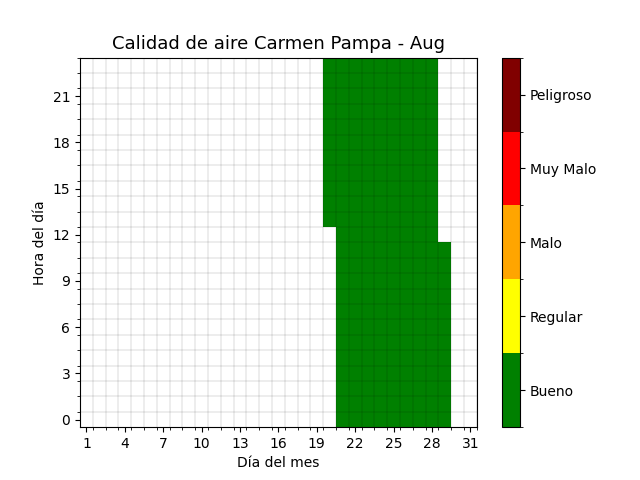 Calidad de aire Carmen Pampa - Aug
Hora del día
21
18
15
12
9
6
3
0
1 4 7 10 13 16 19 22 25 28 31
Día del mes
Peligroso
Muy Malo
Malo
Regular
Bueno